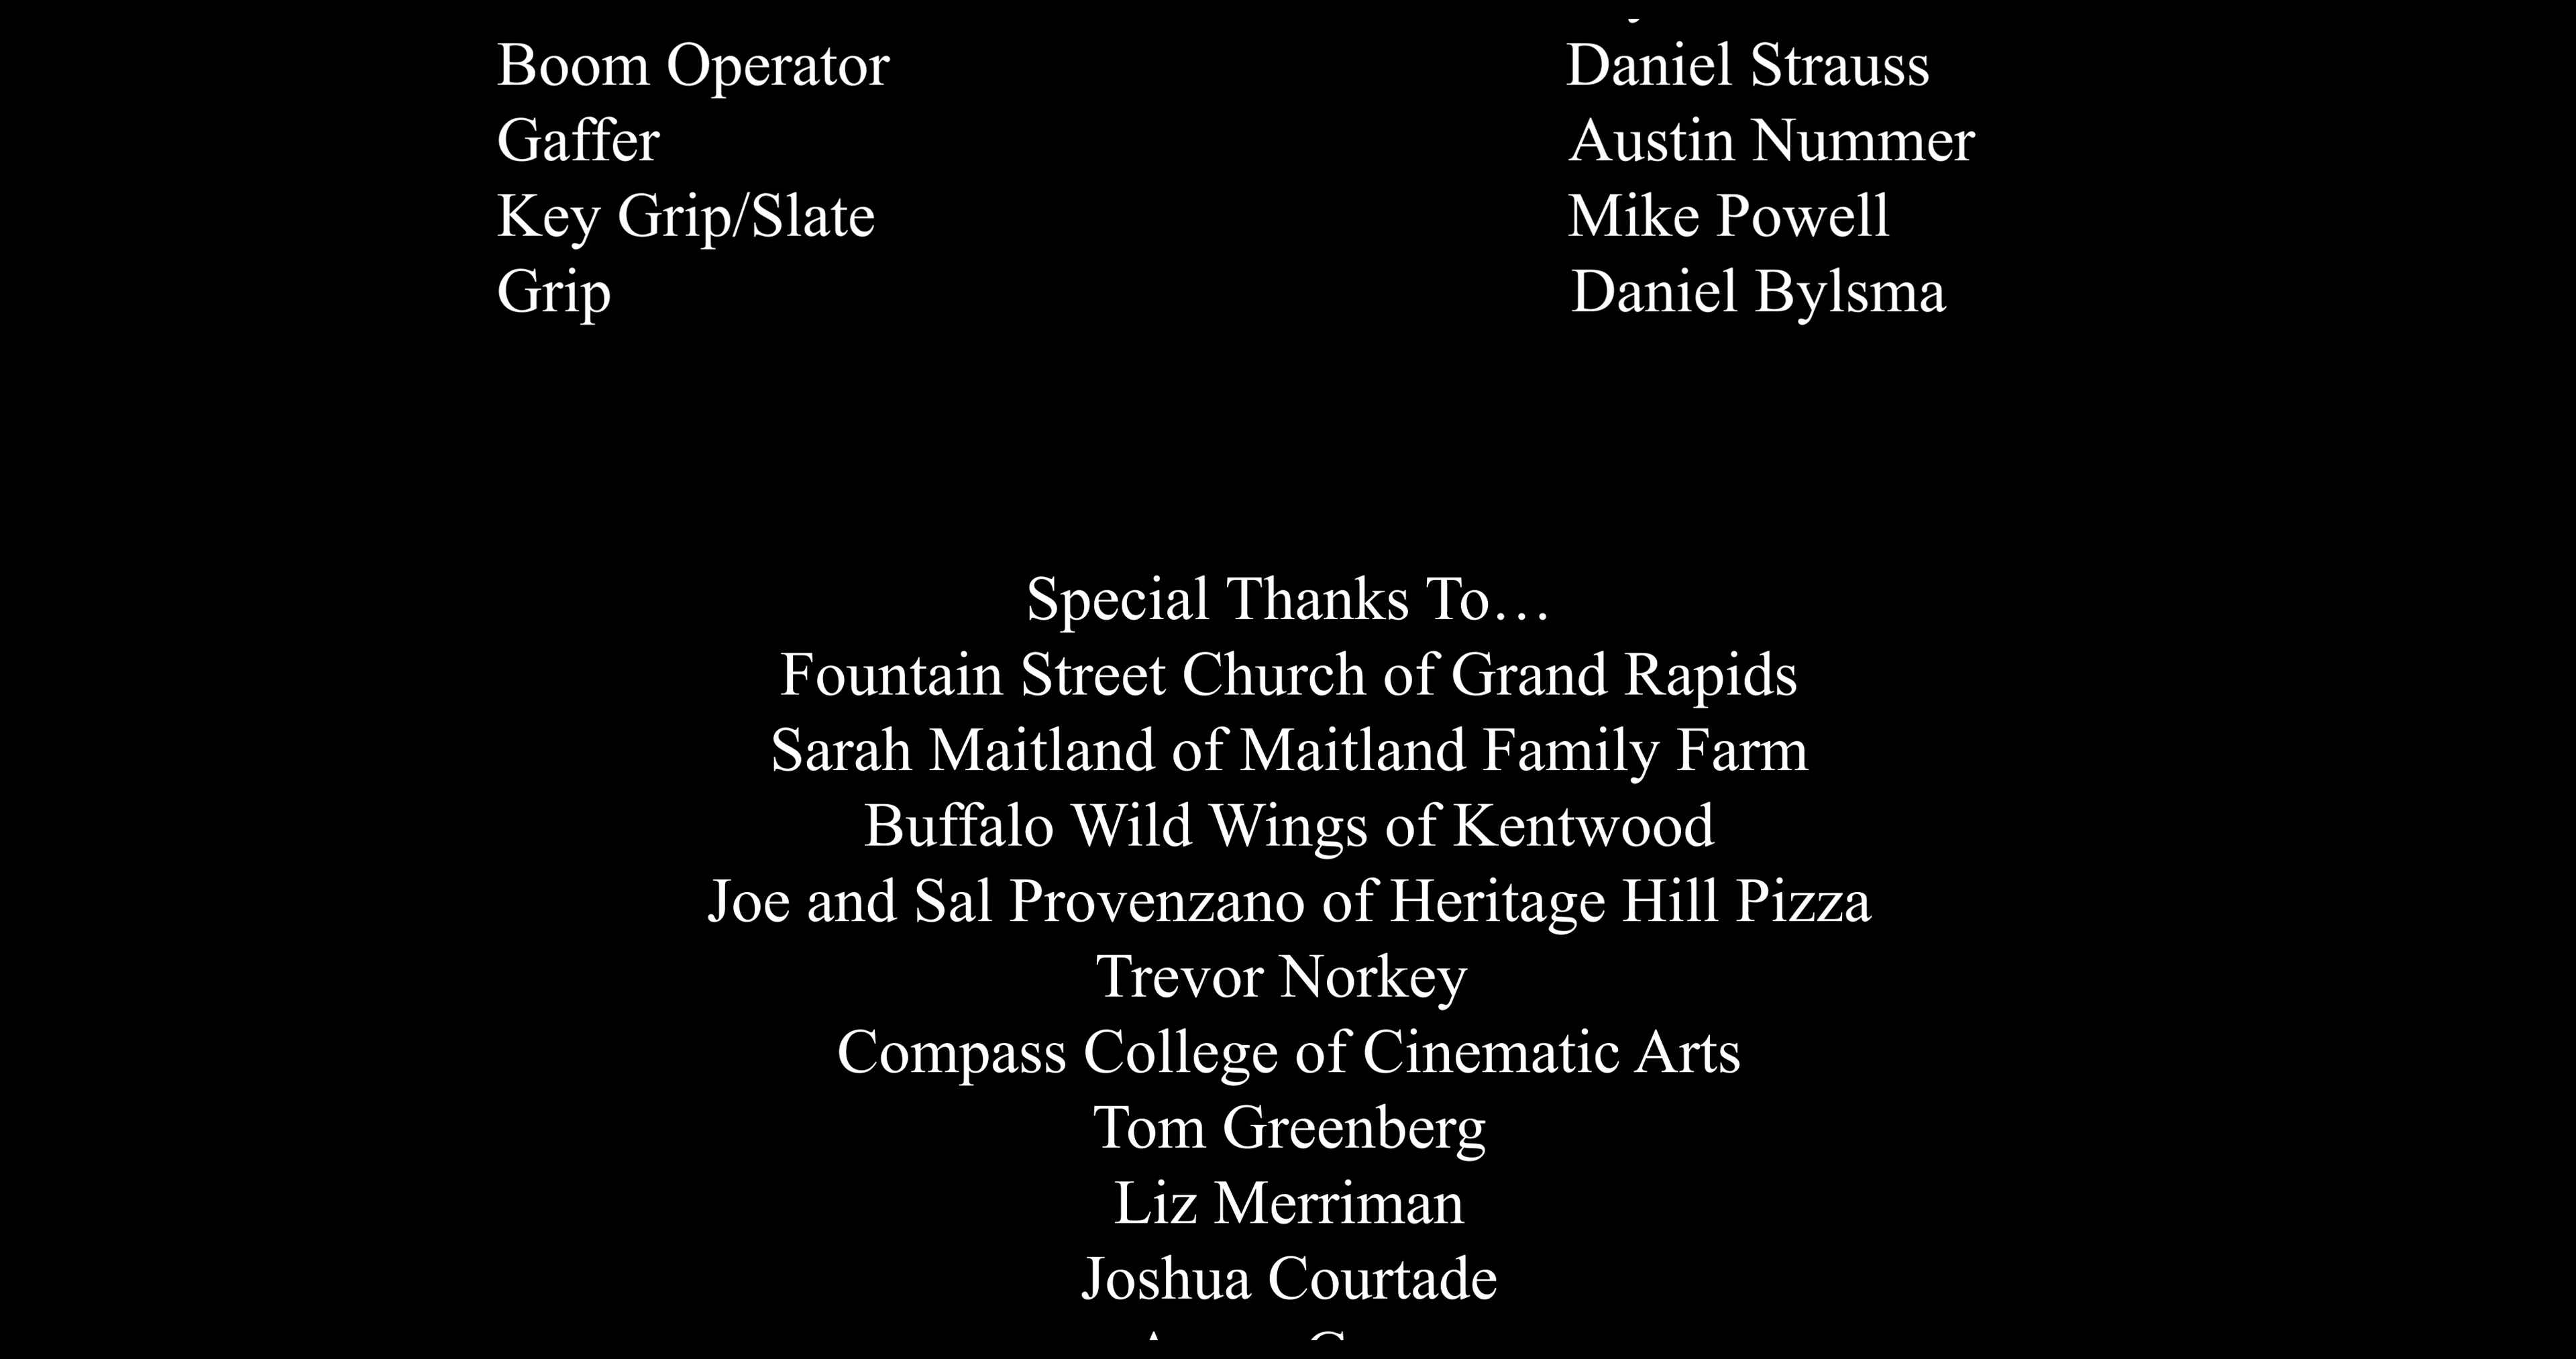 Boom Operator Daniel Strauss
Gaffer Austin Nummer
Key Grip/Slate Mike Powell
Grip Daniel Bylsma
Special Thanks To…
Fountain Street Church of Grand Rapids
Sarah Maitland of Maitland Family Farm
Buffalo Wild Wings of Kentwood
Joe and Sal Provenzano of Heritage Hill Pizza
Trevor Norkey
Compass College of Cinematic Arts
Tom Greenberg
Liz Merriman
Joshua Courtade